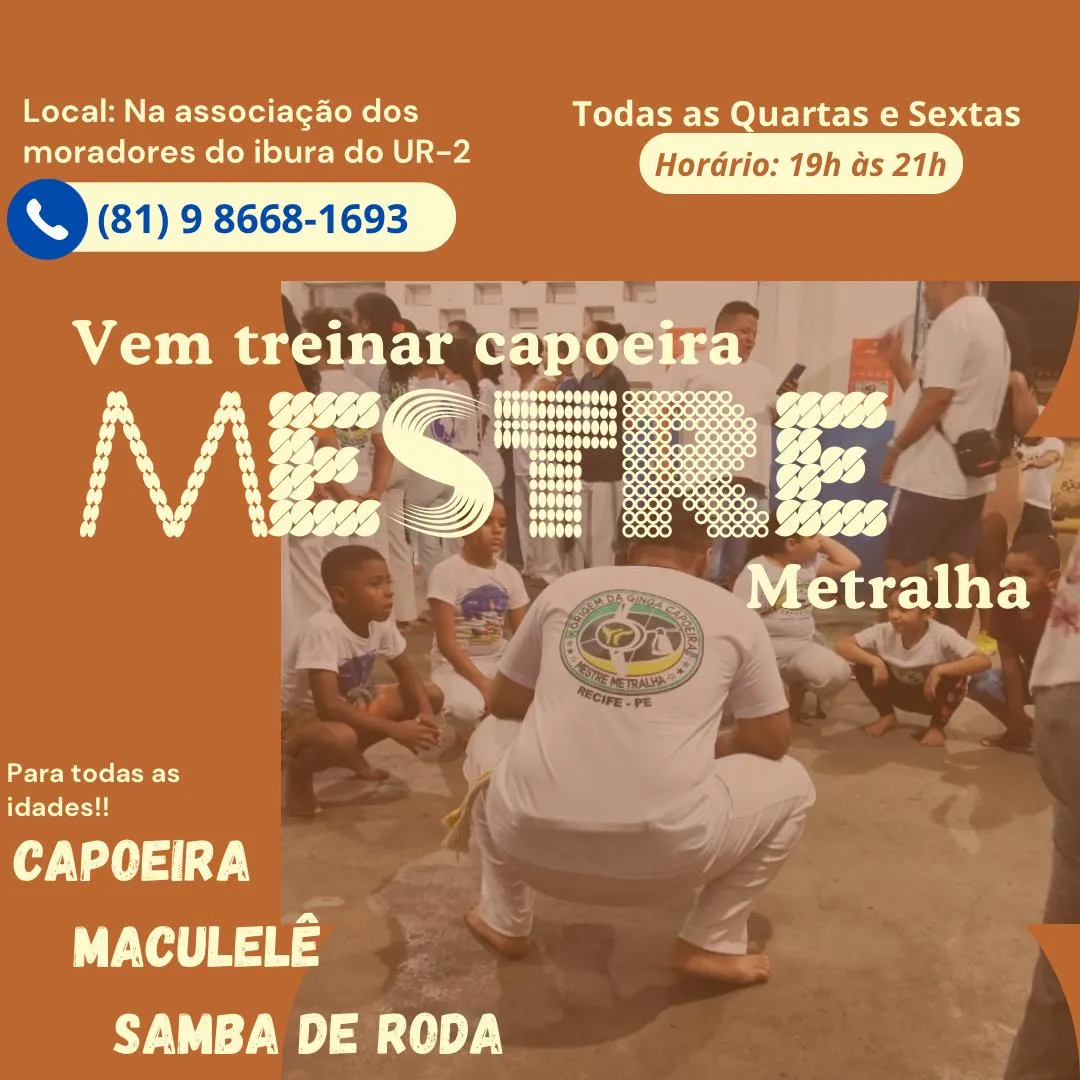 Local: Na associação dos
moradores do ibura do UR-2
(81) 9 8668-1693
Todas as Quartas e Sextas
Horário: 19h às 21h
Vem treinar capoeira
MESTRE
Metralha
ORIGEM DA GINGA CAPOEIRA
MESTRE METRALHA
RECIFE - PE
Para todas as
idades!!
CAPOEIRA
MACULELÊ
SAMBA DE RODA